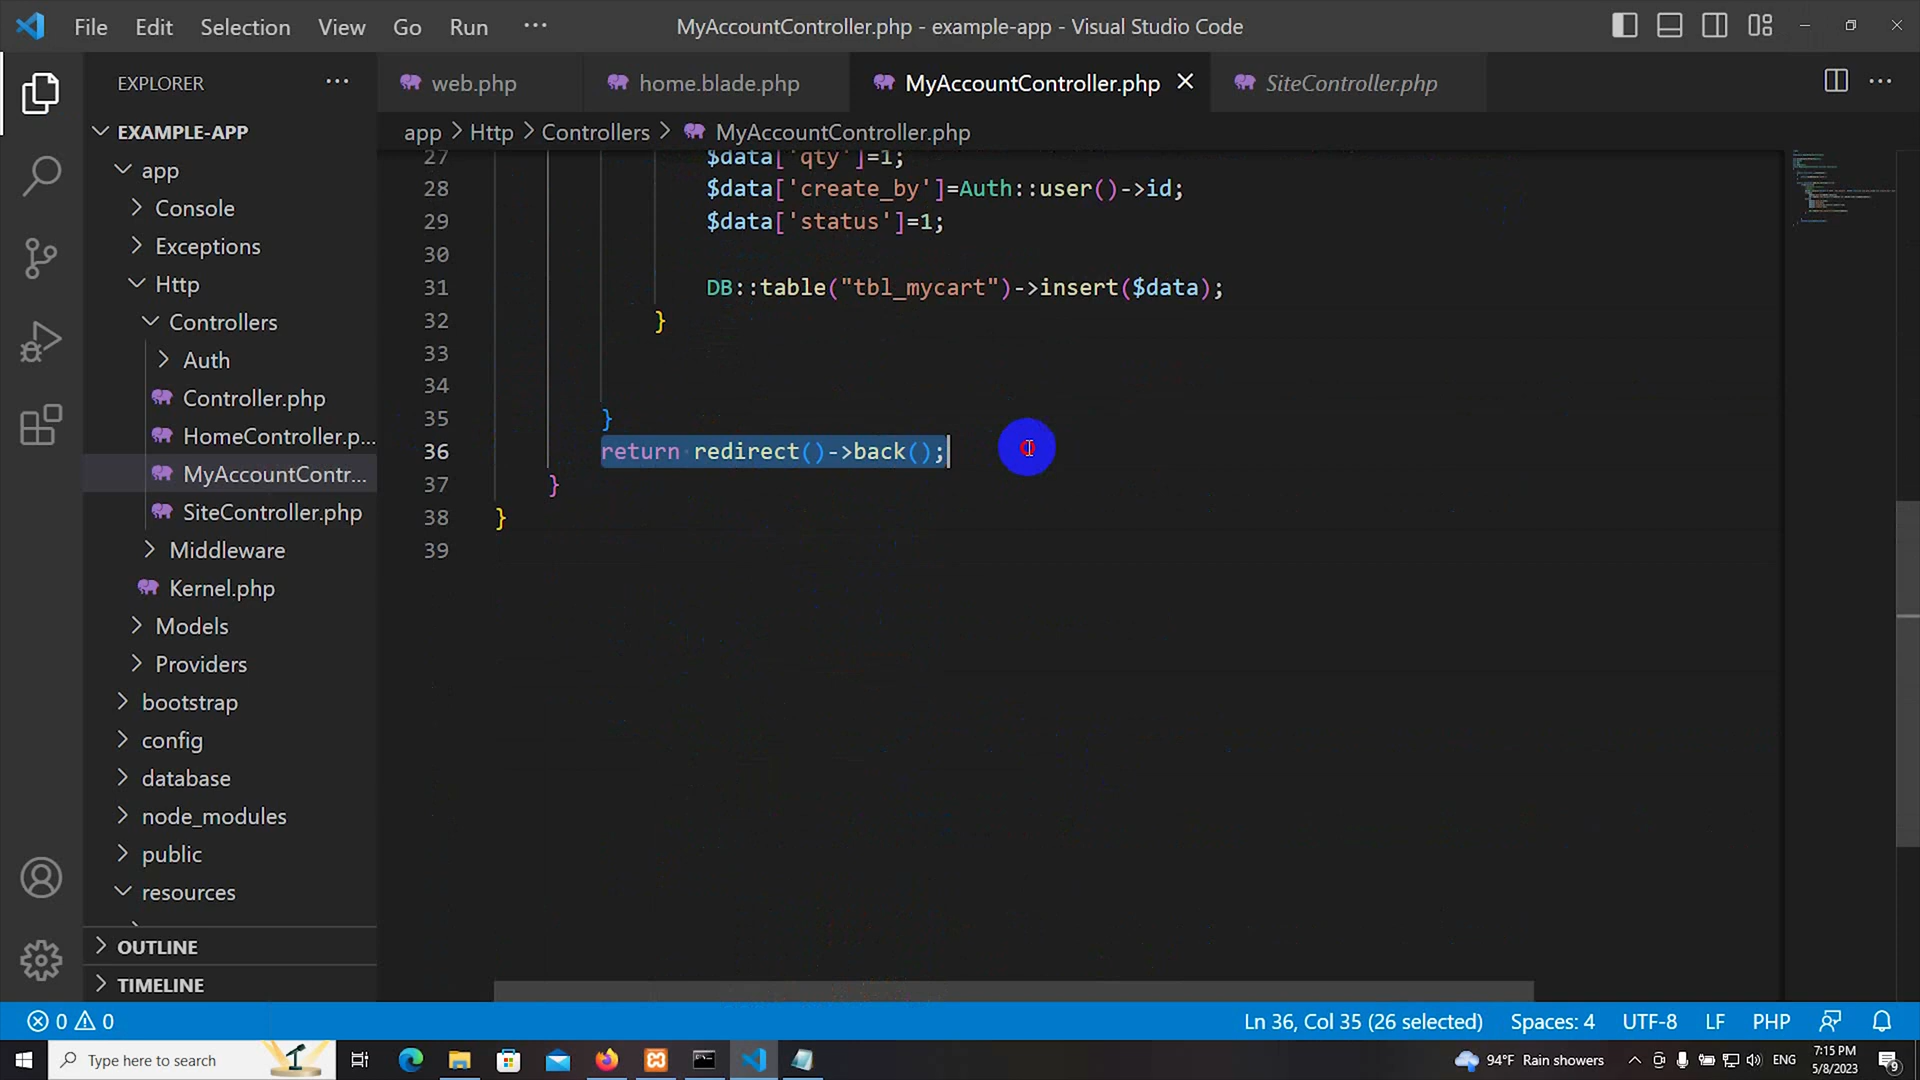 File Edit Selection View Go Run ···
MyAccountController.php - example-app - Visual Studio Code
EXPLORER ···
web.php
home.blade.php
MyAccountController.php
SiteController.php
app > Http > Controllers > MyAccountController.php
EXAMPLE-APP
app
Console
Exceptions
Http
Controllers
Auth
Controller.php
HomeController.p...
MyAccountContr...
SiteController.php
Middleware
Kernel.php
Models
Providers
bootstrap
config
database
node_modules
public
resources
OUTLINE
TIMELINE
27 $data['qty']=1;
28 $data['create_by']=Auth::user()->id;
29 $data['status']=1;
30
31 DB::table("tbl_mycart")->insert($data);
32 }
33
34
35 }
36 return redirect()->back();
37 }
38 }
39
0 0
Ln 36, Col 35 (26 selected) Spaces: 4 UTF-8 LF PHP
Type here to search
94°F Rain showers
ENG
7:15 PM
5/8/2023
9